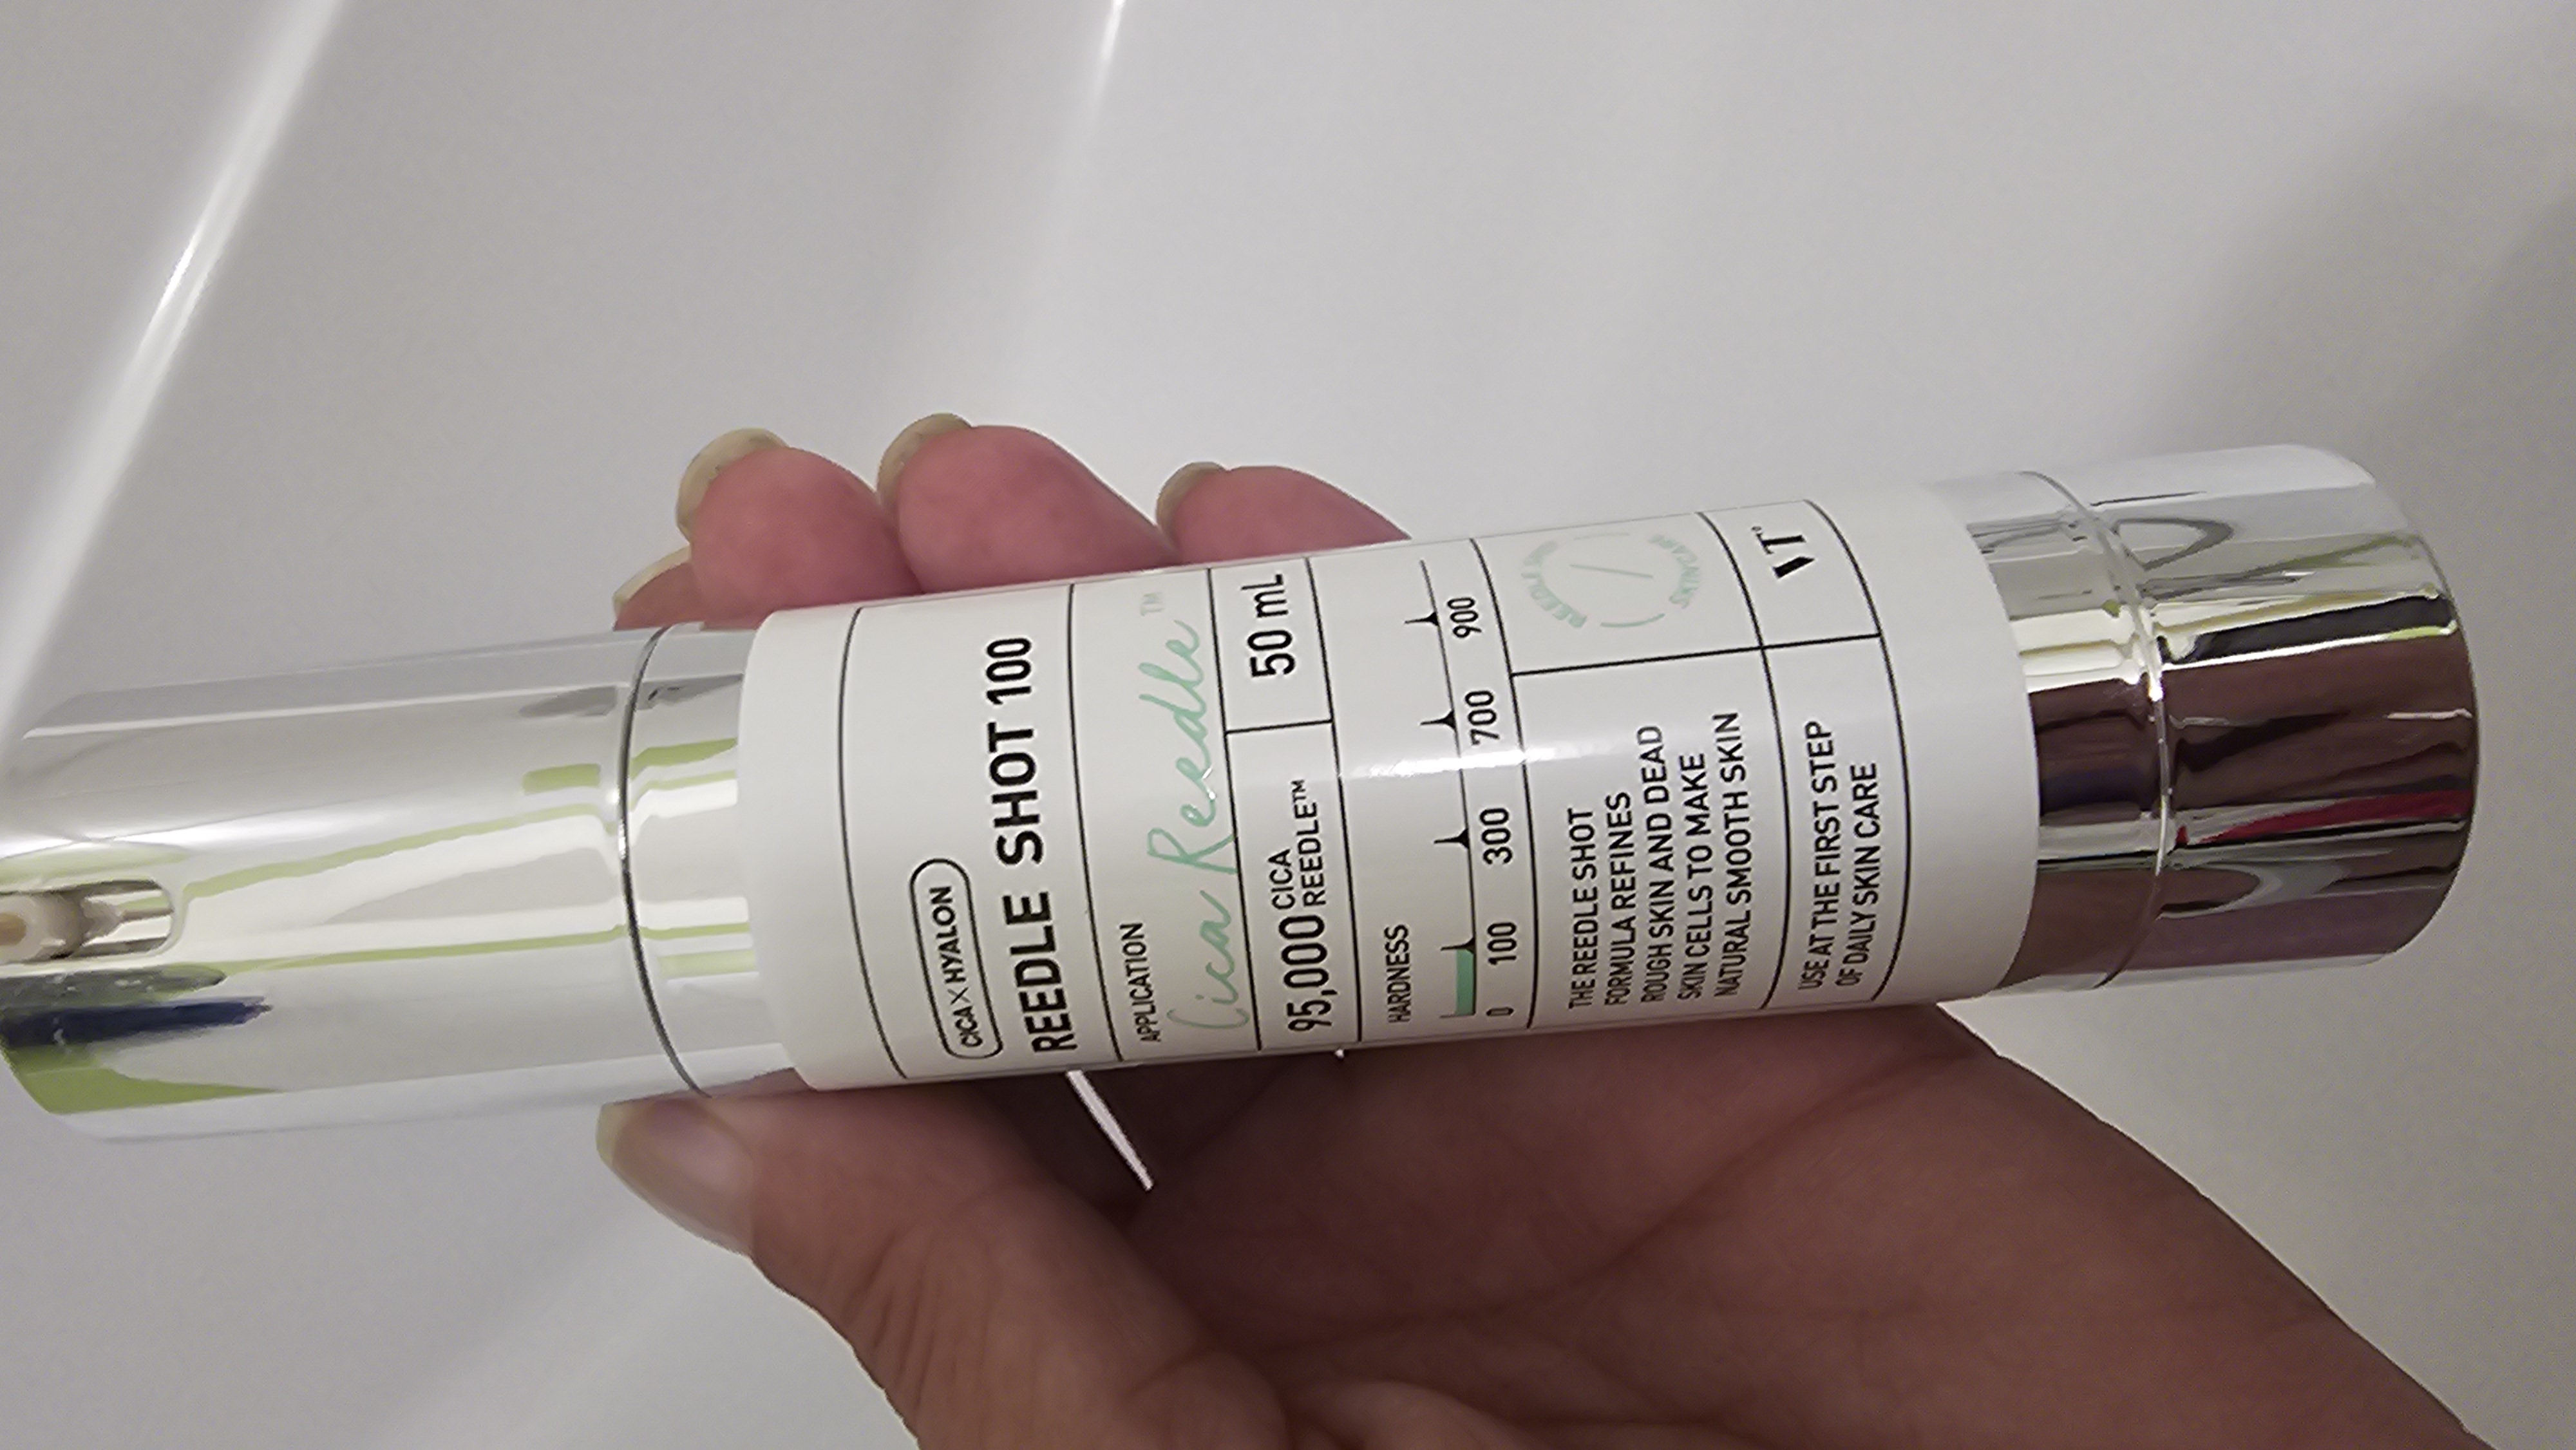 CICA X HYALON
REEDLE SHOT 100
APPLICATION
Cica Reedle™
95,000 CICA
REEDLE™
50 mL
HARDNESS
0 100 300 700 900
THE REEDLE SHOT
FORMULA REFINES
ROUGH SKIN AND DEAD
SKIN CELLS TO MAKE
NATURAL SMOOTH SKIN
REEDLE
USE AT THE FIRST STEP
OF DAILY SKIN CARE
VT